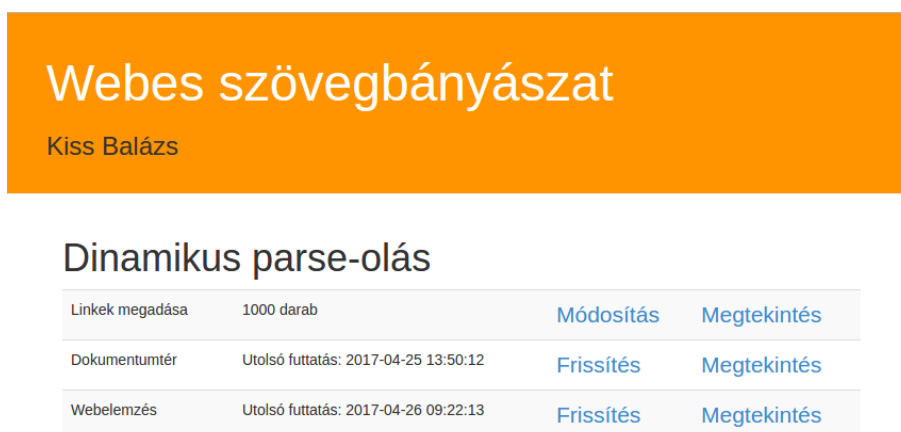 Webes szövegbányászat
Kiss Balázs
Dinamikus parse-olás
Linkek megadása 1000 darab Módosítás Megtekintés
Dokumentumtér Utolsó futtatás: 2017-04-25 13:50:12 Frissítés Megtekintés
Webelemzés Utolsó futtatás: 2017-04-26 09:22:13 Frissítés Megtekintés